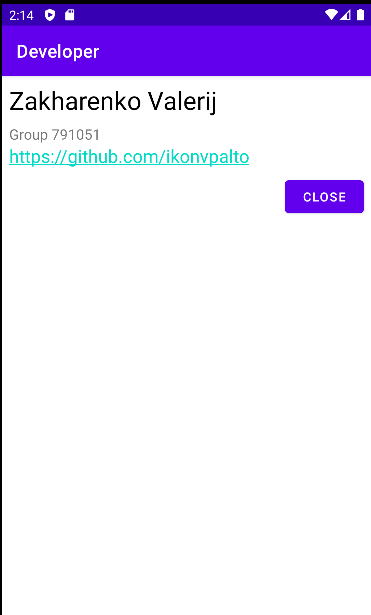 2:14
Developer
Zakharenko Valerij
Group 791051
https://github.com/ikonvpalto
CLOSE